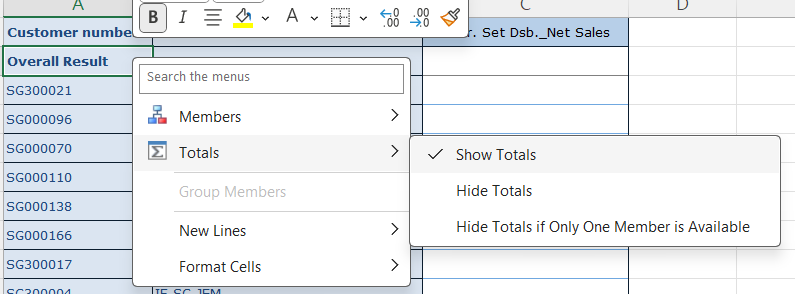 A C D
B A .00 .00
Customer numbe r. Set Dsb._Net Sales
Overall Result
Search the menus
SG300021
Members
SG000096
Totals
Show Totals
SG000070
Group Members
Hide Totals
SG000110
Hide Totals if Only One Member is Available
SG000138
New Lines
SG000166
Format Cells
SG300017